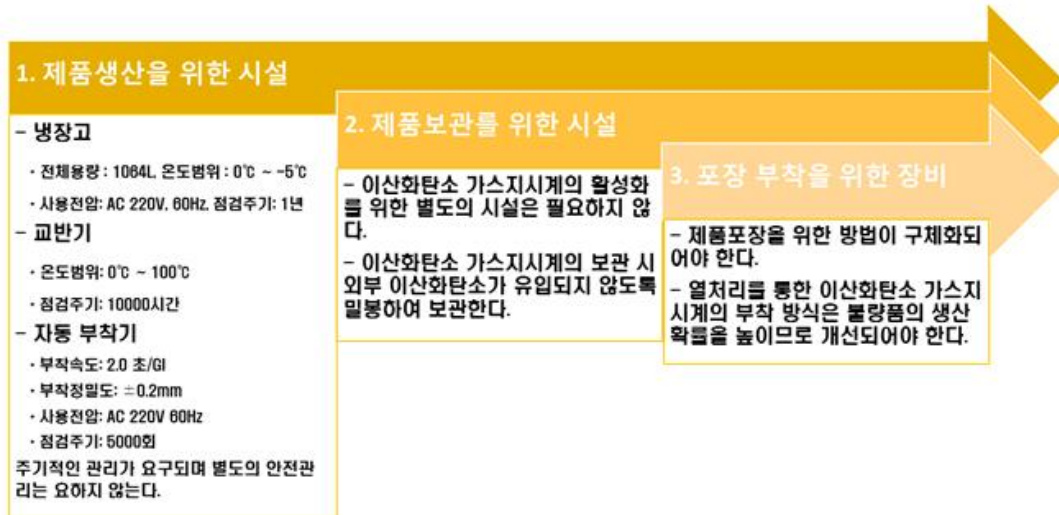 1. 제품생산을 위한 시설
– 냉장고
· 전체용량 : 1064L, 온도범위 : 0℃ ~ -5℃
· 사용전압: AC 220V, 60Hz, 점검주기: 1년
– 교반기
· 온도범위: 0℃ ~ 100℃
· 점검주기: 10000시간
– 자동 부착기
· 부착속도: 2.0 초/GI
· 부착정밀도: ±0.2mm
· 사용전압: AC 220V 60Hz
· 점검주기: 5000회
주기적인 관리가 요구되며 별도의 안전관
리는 요하지 않는다.
2. 제품보관를 위한 시설
– 이산화탄소 가스지시계의 활성화
를 위한 별도의 시설은 필요하지 않
다.
– 이산화탄소 가스지시계의 보관 시
외부 이산화탄소가 유입되지 않도록
밀봉하여 보관한다.
3. 포장 부착을 위한 장비
– 제품포장을 위한 방법이 구체화되
어야 한다.
– 열처리를 통한 이산화탄소 가스지
시계의 부착 방식은 불량품의 생산
확률을 높이므로 개선되어야 한다.